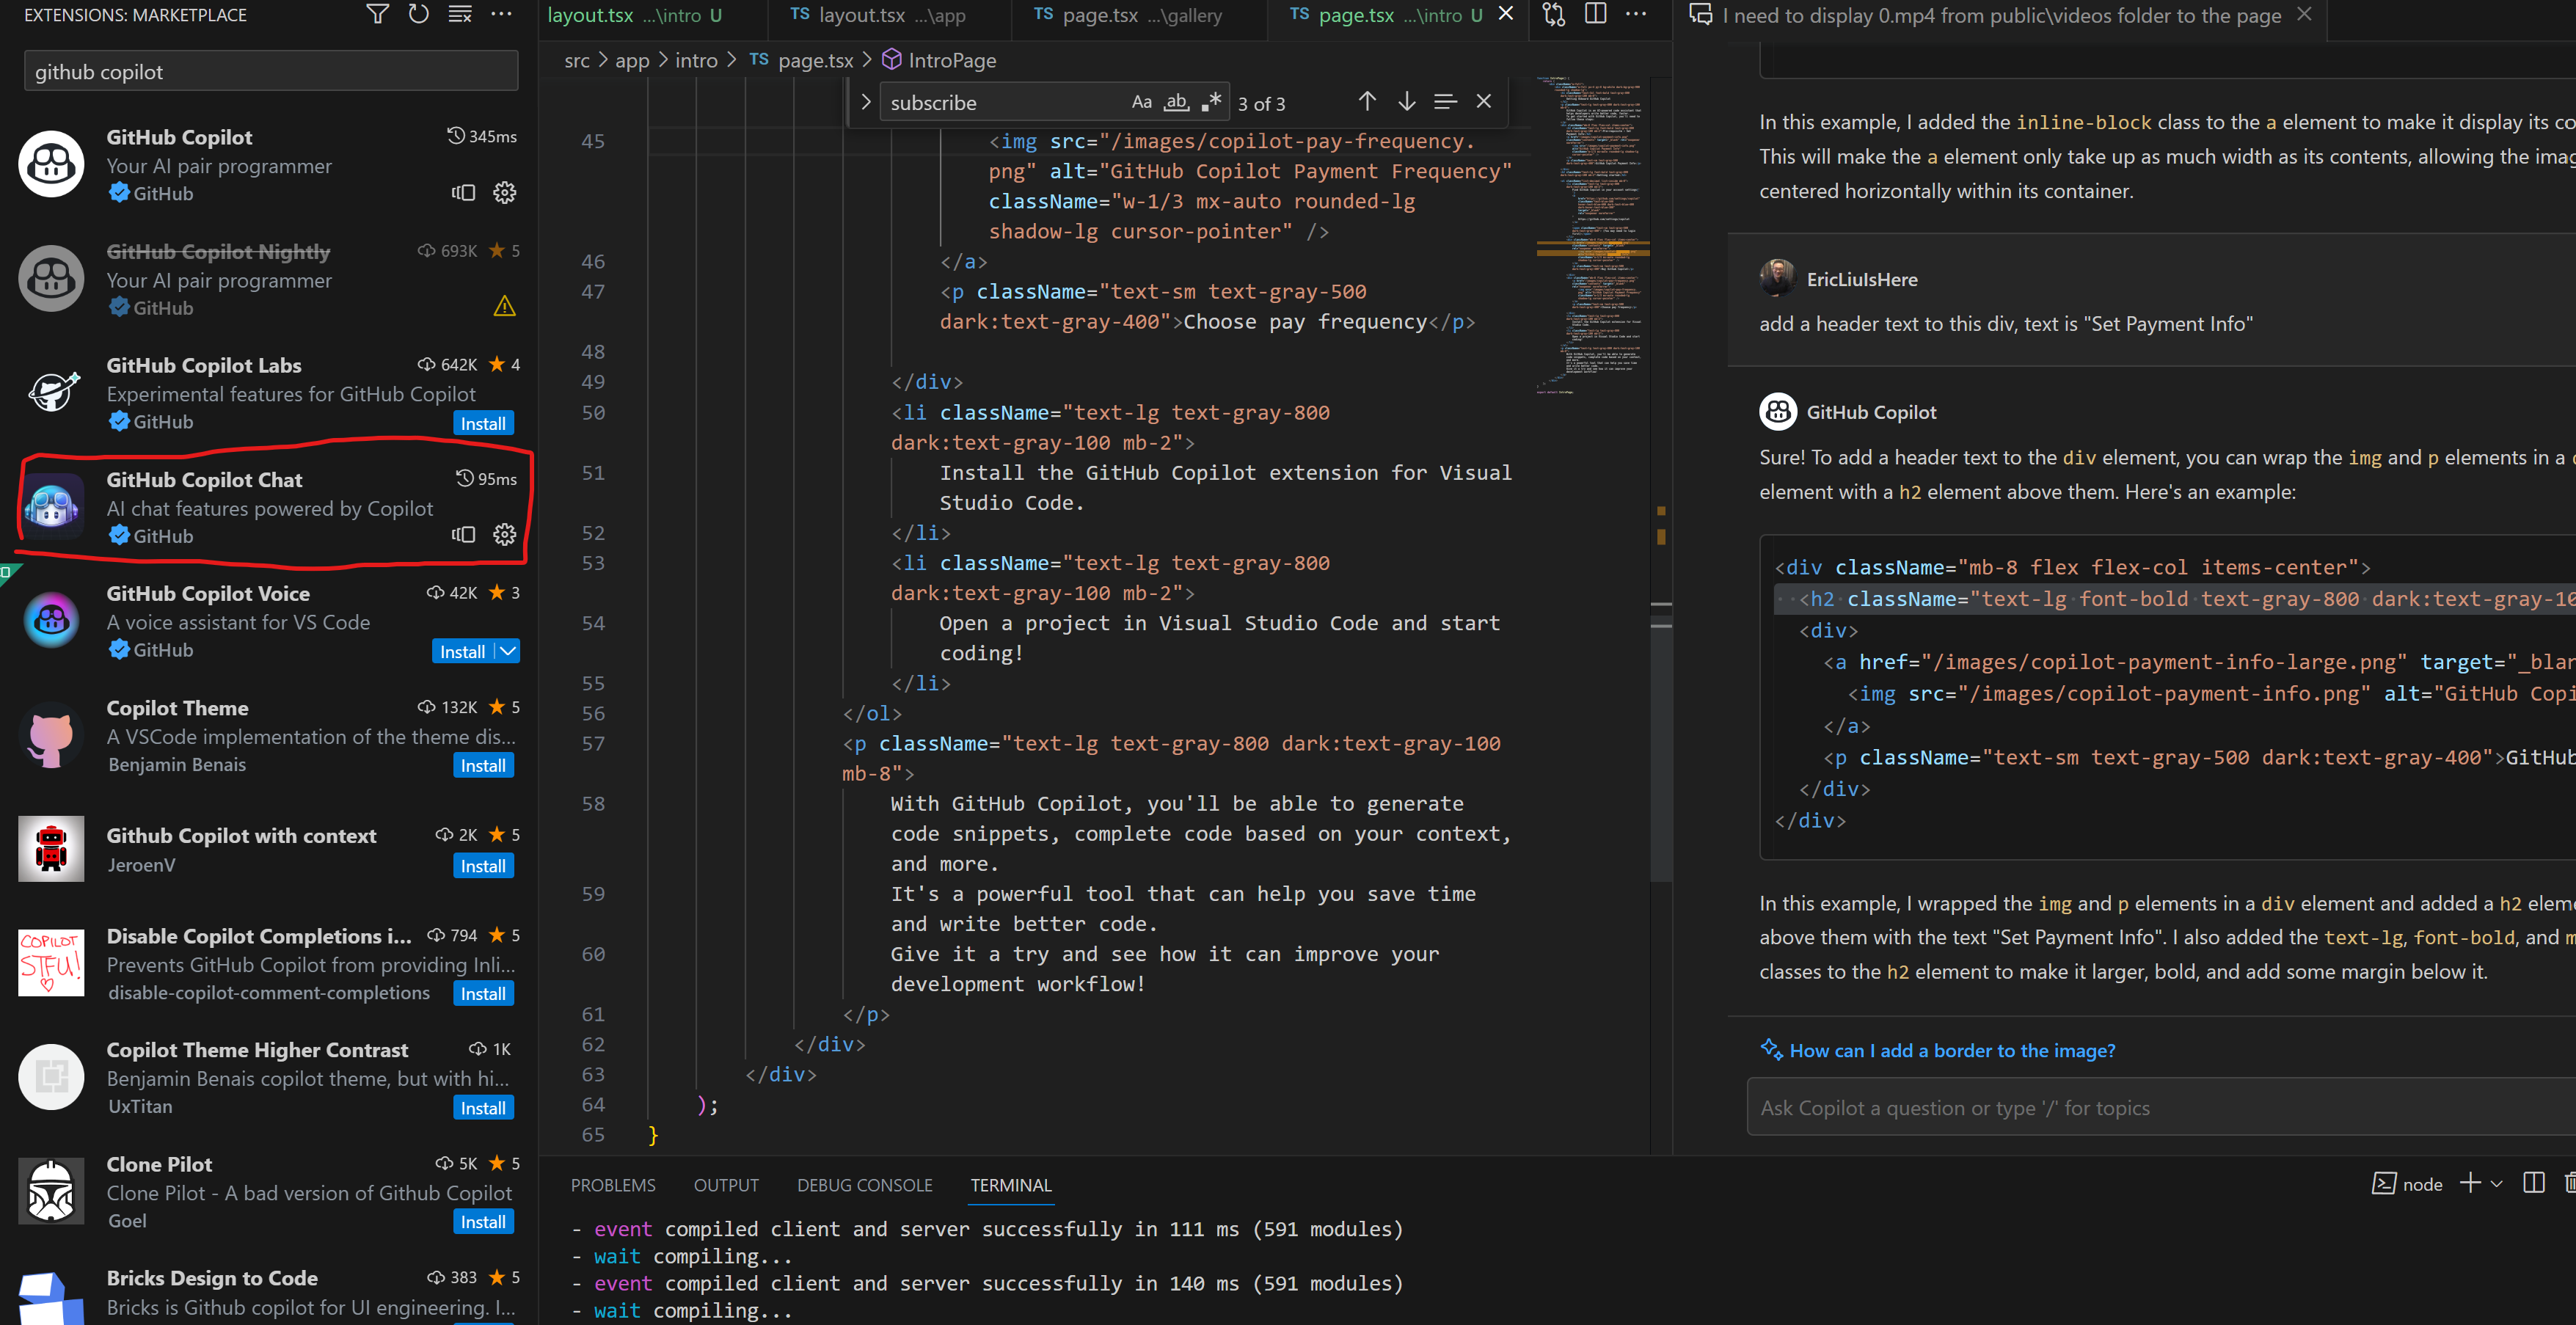 EXTENSIONS: MARKETPLACE
github copilot
GitHub Copilot
345ms
Your AI pair programmer
GitHub
GitHub Copilot Nightly
693K 5
Your AI pair programmer
GitHub
GitHub Copilot Labs
642K 4
Experimental features for GitHub Copilot
GitHub
Install
GitHub Copilot Chat
95ms
AI chat features powered by Copilot
GitHub
GitHub Copilot Voice
42K 3
A voice assistant for VS Code
GitHub
Install
Copilot Theme
132K 5
A VSCode implementation of the theme dis...
Benjamin Benais
Install
Github Copilot with context
2K 5
JeroenV
Install
COPILOT
STFU!
Disable Copilot Completions i...
794 5
Prevents GitHub Copilot from providing Inli...
disable-copilot-comment-completions
Install
Copilot Theme Higher Contrast
1K
Benjamin Benais copilot theme, but with hi...
UxTitan
Install
Clone Pilot
5K 5
Clone Pilot - A bad version of Github Copilot
Goel
Install
Bricks Design to Code
383 5
Bricks is Github copilot for UI engineering. I...
layout.tsx ...\intro U
TS layout.tsx ...\app
TS page.tsx ...\gallery
TS page.tsx ...\intro U
src > app > intro > TS page.tsx > IntroPage
subscribe
Aa ab .*
3 of 3
45 <img src="/images/copilot-pay-frequency.
png" alt="GitHub Copilot Payment Frequency"
className="w-1/3 mx-auto rounded-lg
shadow-lg cursor-pointer" />
46 </a>
47 <p className="text-sm text-gray-500
dark:text-gray-400">Choose pay frequency</p>
48
49 </div>
50 <li className="text-lg text-gray-800
dark:text-gray-100 mb-2">
51 Install the GitHub Copilot extension for Visual
Studio Code.
52 </li>
53 <li className="text-lg text-gray-800
dark:text-gray-100 mb-2">
54 Open a project in Visual Studio Code and start
coding!
55 </li>
56 </ol>
57 <p className="text-lg text-gray-800 dark:text-gray-100
mb-8">
58 With GitHub Copilot, you'll be able to generate
code snippets, complete code based on your context,
and more.
59 It's a powerful tool that can help you save time
and write better code.
60 Give it a try and see how it can improve your
development workflow!
61 </p>
62 </div>
63 </div>
64 );
65 }
PROBLEMS OUTPUT DEBUG CONSOLE TERMINAL
node
- event compiled client and server successfully in 111 ms (591 modules)
- wait compiling...
- event compiled client and server successfully in 140 ms (591 modules)
- wait compiling...
I need to display 0.mp4 from public\videos folder to the page
In this example, I added the inline-block class to the a element to make it display its co
This will make the a element only take up as much width as its contents, allowing the imag
centered horizontally within its container.
EricLiuIsHere
add a header text to this div, text is "Set Payment Info"
GitHub Copilot
Sure! To add a header text to the div element, you can wrap the img and p elements in a
element with a h2 element above them. Here's an example:
<div className="mb-8 flex flex-col items-center">
<h2 className="text-lg font-bold text-gray-800 dark:text-gray-10
<div>
<a href="/images/copilot-payment-info-large.png" target="_blan
<img src="/images/copilot-payment-info.png" alt="GitHub Copi
</a>
<p className="text-sm text-gray-500 dark:text-gray-400">GitHub
</div>
</div>
In this example, I wrapped the img and p elements in a div element and added a h2 eleme
above them with the text "Set Payment Info". I also added the text-lg, font-bold, and m
classes to the h2 element to make it larger, bold, and add some margin below it.
How can I add a border to the image?
Ask Copilot a question or type '/' for topics